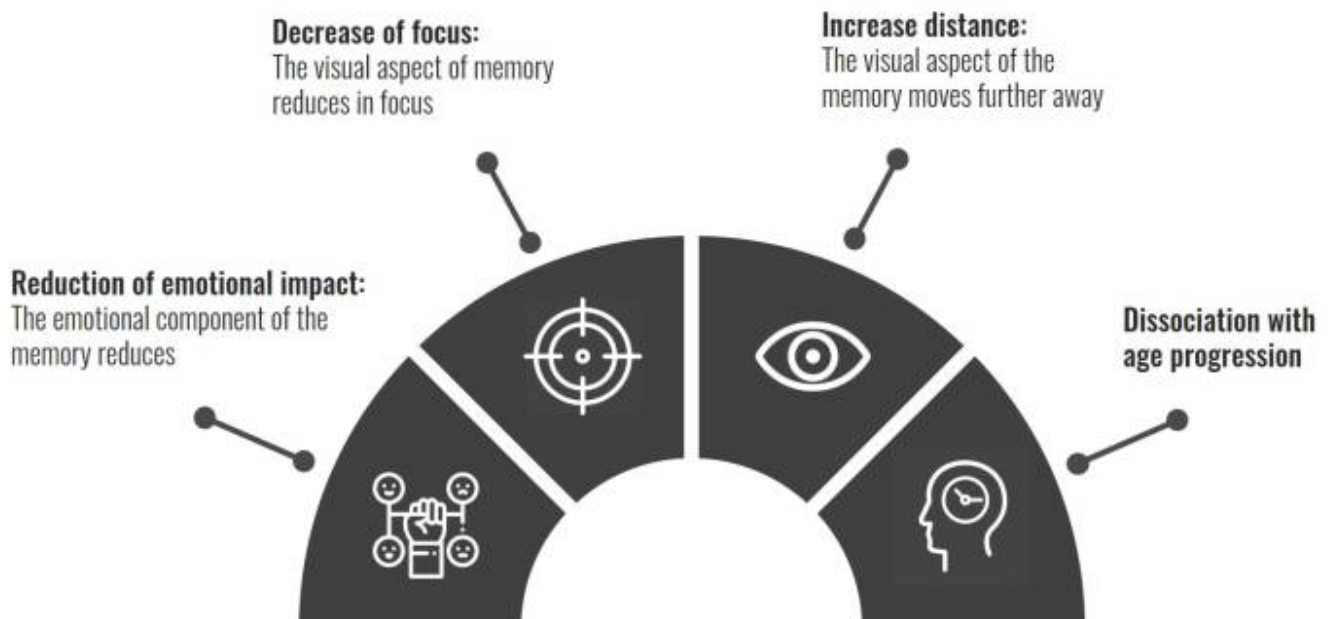 Decrease of focus:
The visual aspect of memory
reduces in focus
Increase distance:
The visual aspect of the
memory moves further away
Reduction of emotional impact:
The emotional component of the
memory reduces
Dissociation with
age progression